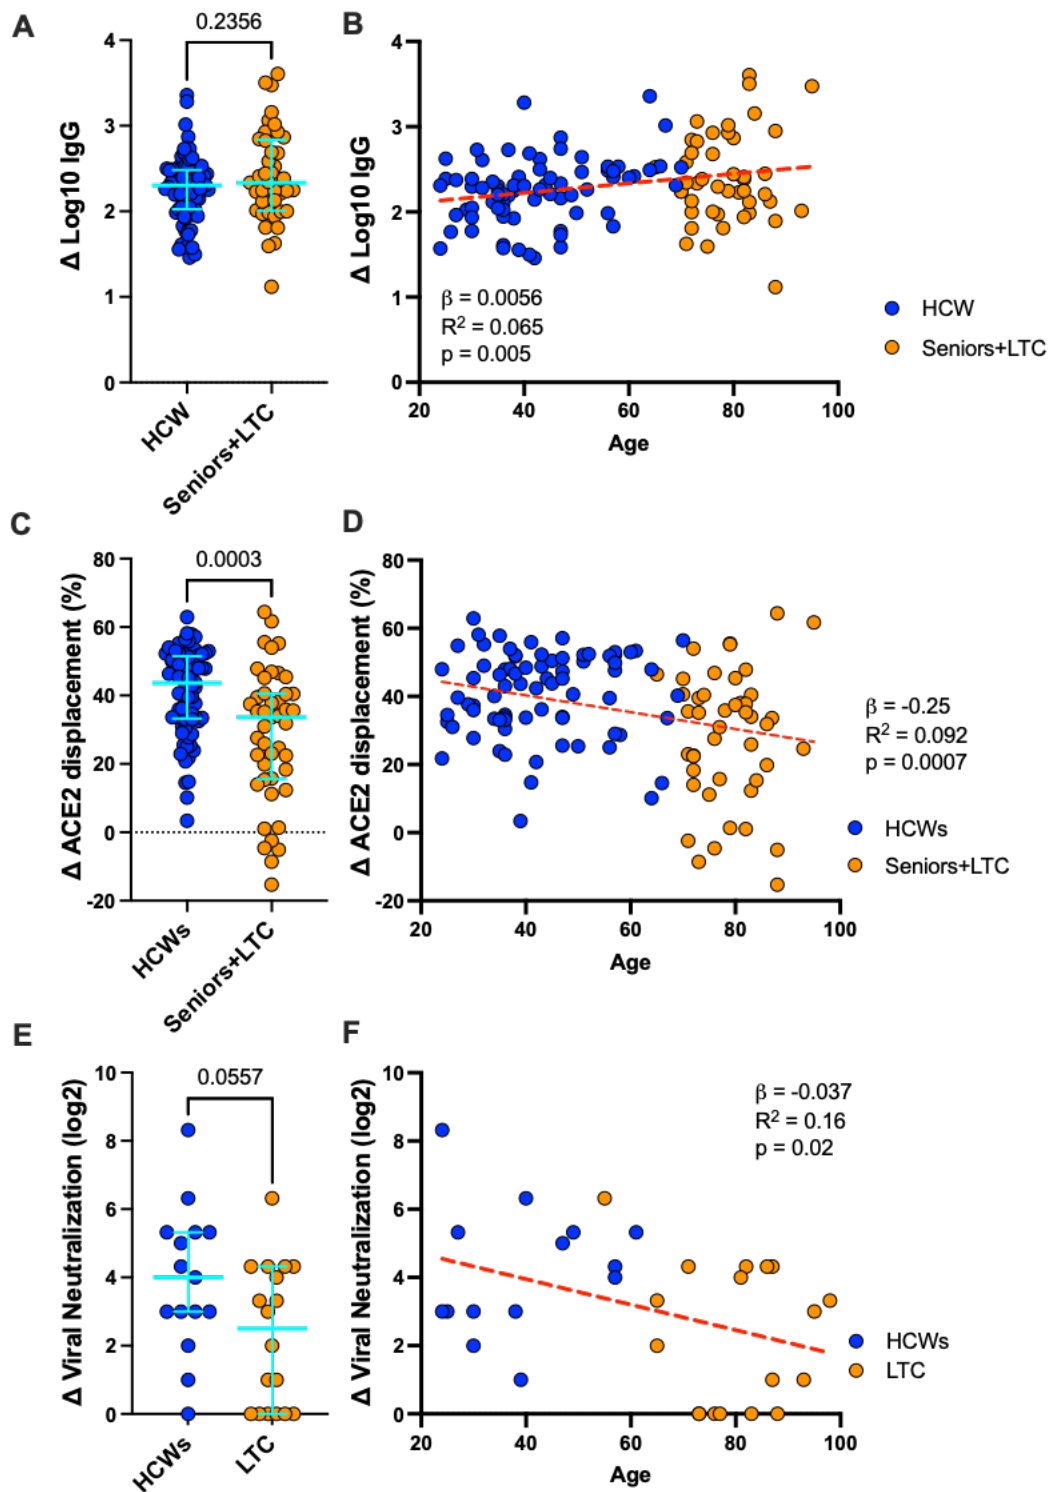 A
0.2356
Δ Log10 IgG
4
3
2
1
0
HCW
Seniors+LTC
B
Δ Log10 IgG
4
3
2
1
0
β = 0.0056
R² = 0.065
p = 0.005
20 40 60 80 100
Age
HCW
Seniors+LTC
C
0.0003
Δ ACE2 displacement (%)
80
60
40
20
0
-20
HCWs
Seniors+LTC
D
Δ ACE2 displacement (%)
80
60
40
20
0
-20
20 40 60 80 100
Age
β = -0.25
R² = 0.092
p = 0.0007
HCWs
Seniors+LTC
E
0.0557
Δ Viral Neutralization (log2)
10
8
6
4
2
0
HCWs
LTC
F
Δ Viral Neutralization (log2)
10
8
6
4
2
0
β = -0.037
R² = 0.16
p = 0.02
20 40 60 80 100
Age
HCWs
LTC